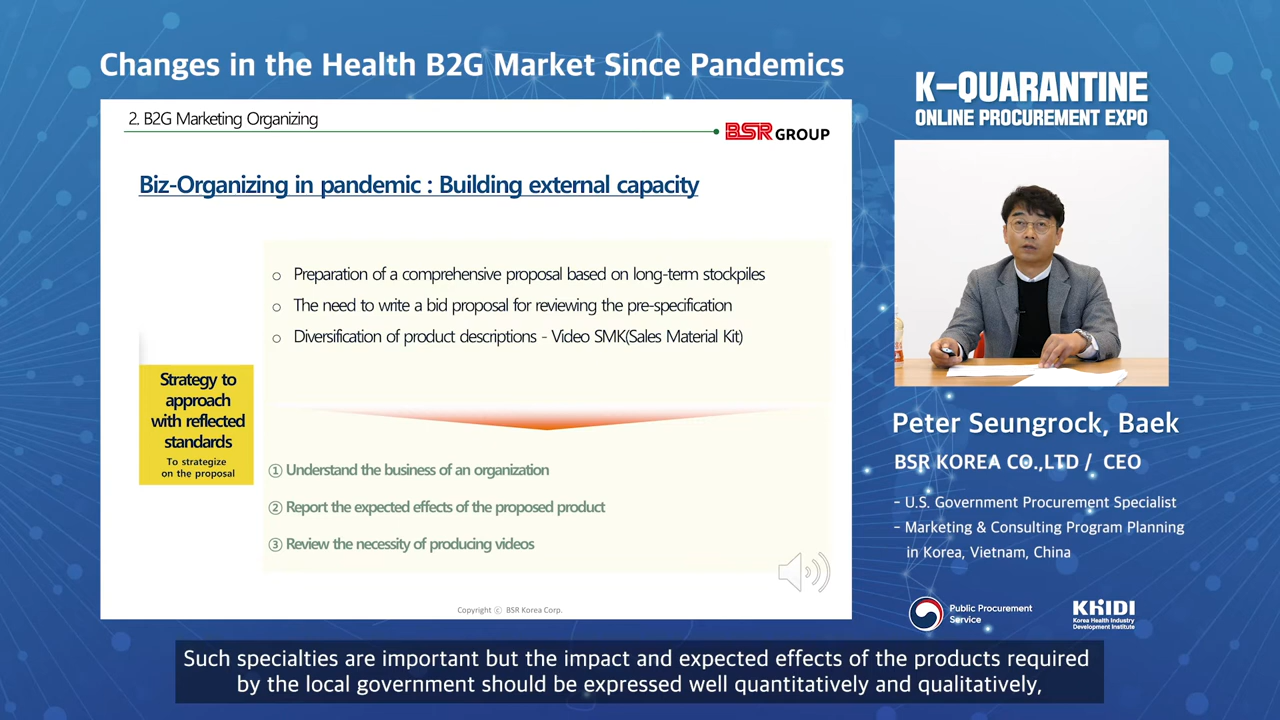 Changes in the Health B2G Market Since Pandemics
2. B2G Marketing Organizing
BSR GROUP
Biz-Organizing in pandemic : Building external capacity
o Preparation of a comprehensive proposal based on long-term stockpiles
o The need to write a bid proposal for reviewing the pre-specification
o Diversification of product descriptions - Video SMK(Sales Material Kit)
Strategy to
approach
with reflected
standards
To strategize
on the proposal
① Understand the business of an organization
② Report the expected effects of the proposed product
③ Review the necessity of producing videos
Copyright ⓒ BSR Korea Corp.
K-QUARANTINE
ONLINE PROCUREMENT EXPO
Peter Seungrock, Baek
BSR KOREA CO.,LTD / CEO
- U.S. Government Procurement Specialist
- Marketing & Consulting Program Planning
in Korea, Vietnam, China
Public Procurement
Service
KHIDI
Korea Health Industry
Development Institute
Such specialties are important but the impact and expected effects of the products required
by the local government should be expressed well quantitatively and qualitatively,